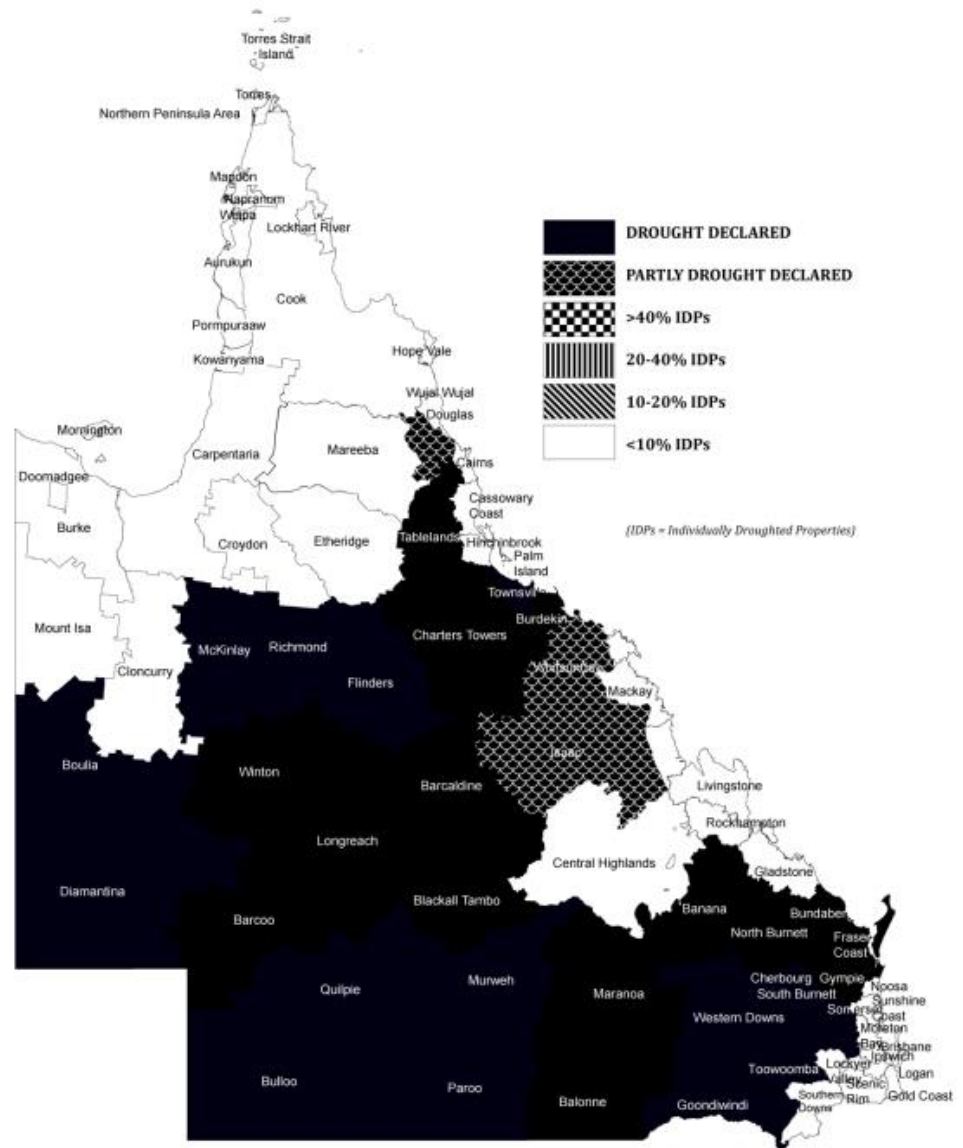 Torres Strait
Island
Torres
Northern Peninsula Area
Mapoon
Napranum
Weipa
Lockhart River
Aurukun
Cook
Pormpuraaw
Kowanyama
Hope Vale
Wujal Wujal
Douglas
Mornington
Carpentaria
Mareeba
Cairns
Doomadgee
Cassowary
Coast
Burke
Croydon
Etheridge
Tablelands
Hinchinbrook
Palm
Island
Townsville
Burdekin
Mount Isa
McKinlay
Richmond
Charters Towers
Cloncurry
Flinders
Whitsunday
Mackay
Boulia
Winton
Barcaldine
Isaac
Livingstone
Rockhampton
Longreach
Central Highlands
Gladstone
Diamantina
Barcoo
Blackall Tambo
Banana
Bundaber
North Burnett
Fraser
Coast
Cherbourg
Gympie
Quilpie
Murweh
Maranoa
South Burnett
Noosa
Sunshine
Coast
Somerset
Western Downs
Moreton
Bay
Brisbane
Ipswich
Toowoomba
Lockyer
Valley
Logan
Scenic
Rim
Gold Coast
Bulloo
Paroo
Balonne
Goondiwindi
Southern
Downs
DROUGHT DECLARED
PARTLY DROUGHT DECLARED
>40% IDPs
20-40% IDPs
10-20% IDPs
<10% IDPs
(IDPs = Individually Droughted Properties)